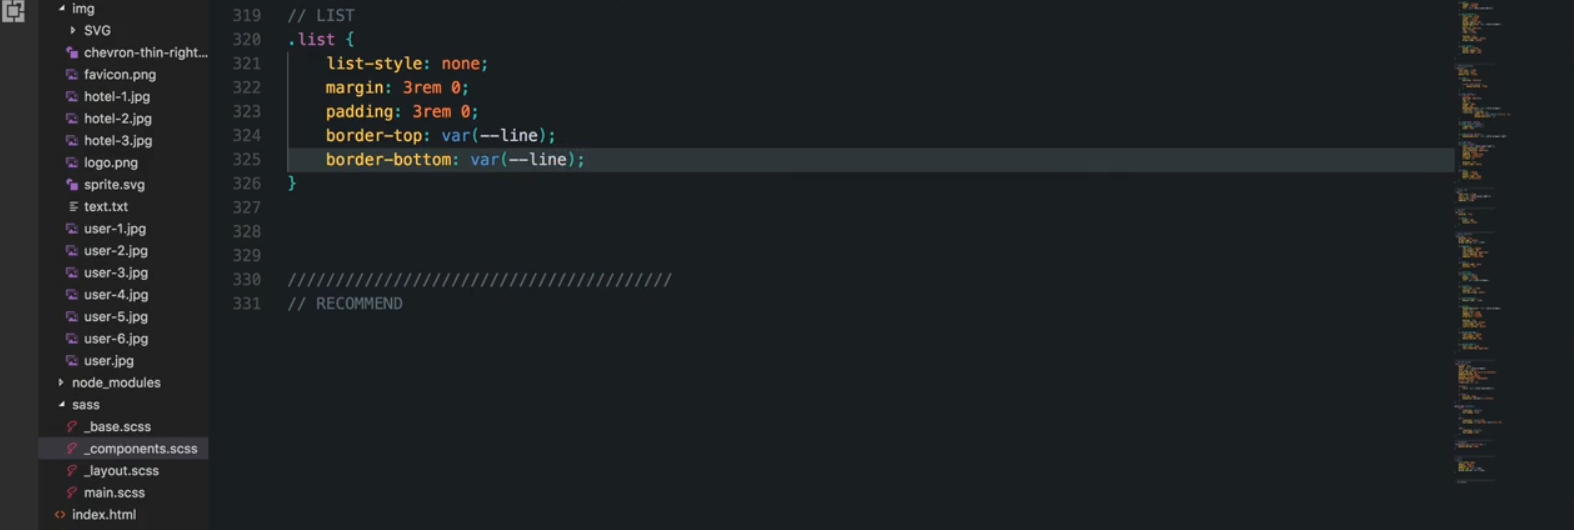 img
SVG
chevron-thin-right...
favicon.png
hotel-1.jpg
hotel-2.jpg
hotel-3.jpg
logo.png
sprite.svg
text.txt
user-1.jpg
user-2.jpg
user-3.jpg
user-4.jpg
user-5.jpg
user-6.jpg
user.jpg
node_modules
sass
_base.scss
_components.scss
_layout.scss
main.scss
index.html
319 // LIST
320 .list {
321 list-style: none;
322 margin: 3rem 0;
323 padding: 3rem 0;
324 border-top: var(--line);
325 border-bottom: var(--line);
326 }
327
328
329
330 ////////////////////////////////////////
331 // RECOMMEND